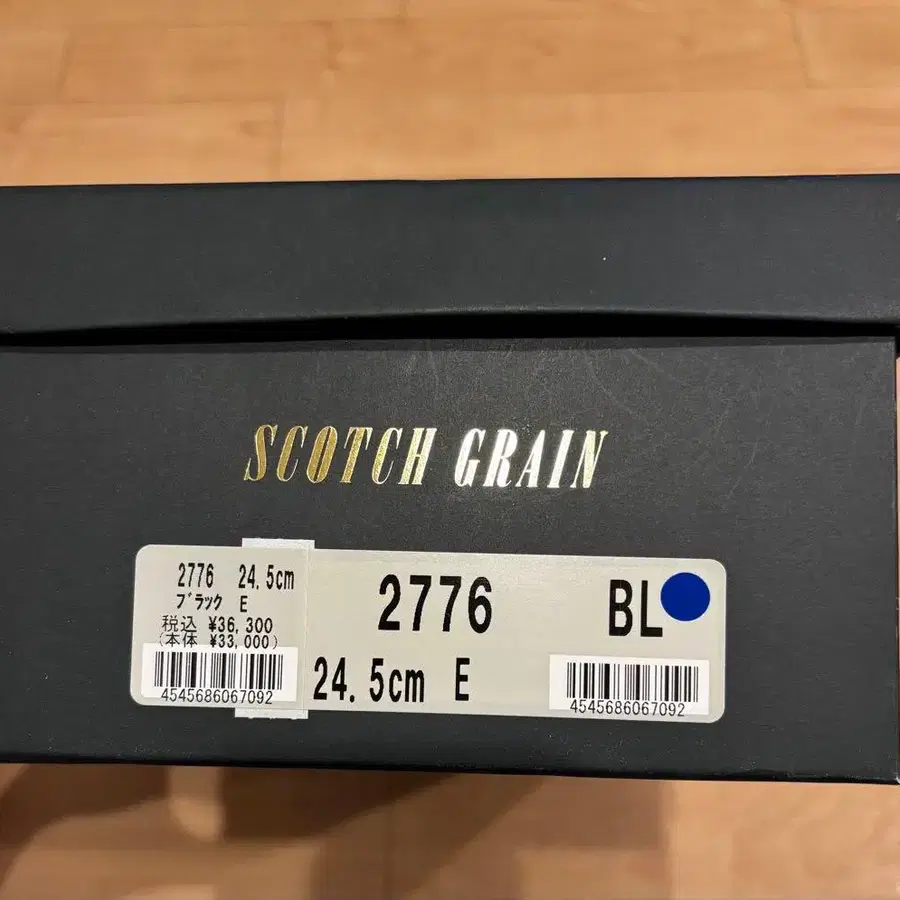 SCOTCH GRAIN
2776 24.5cm
ブラック E
税込 ¥36,300
(本体 ¥33,000)
4545686067092
2776
24.5cm E
BL
4545686067092